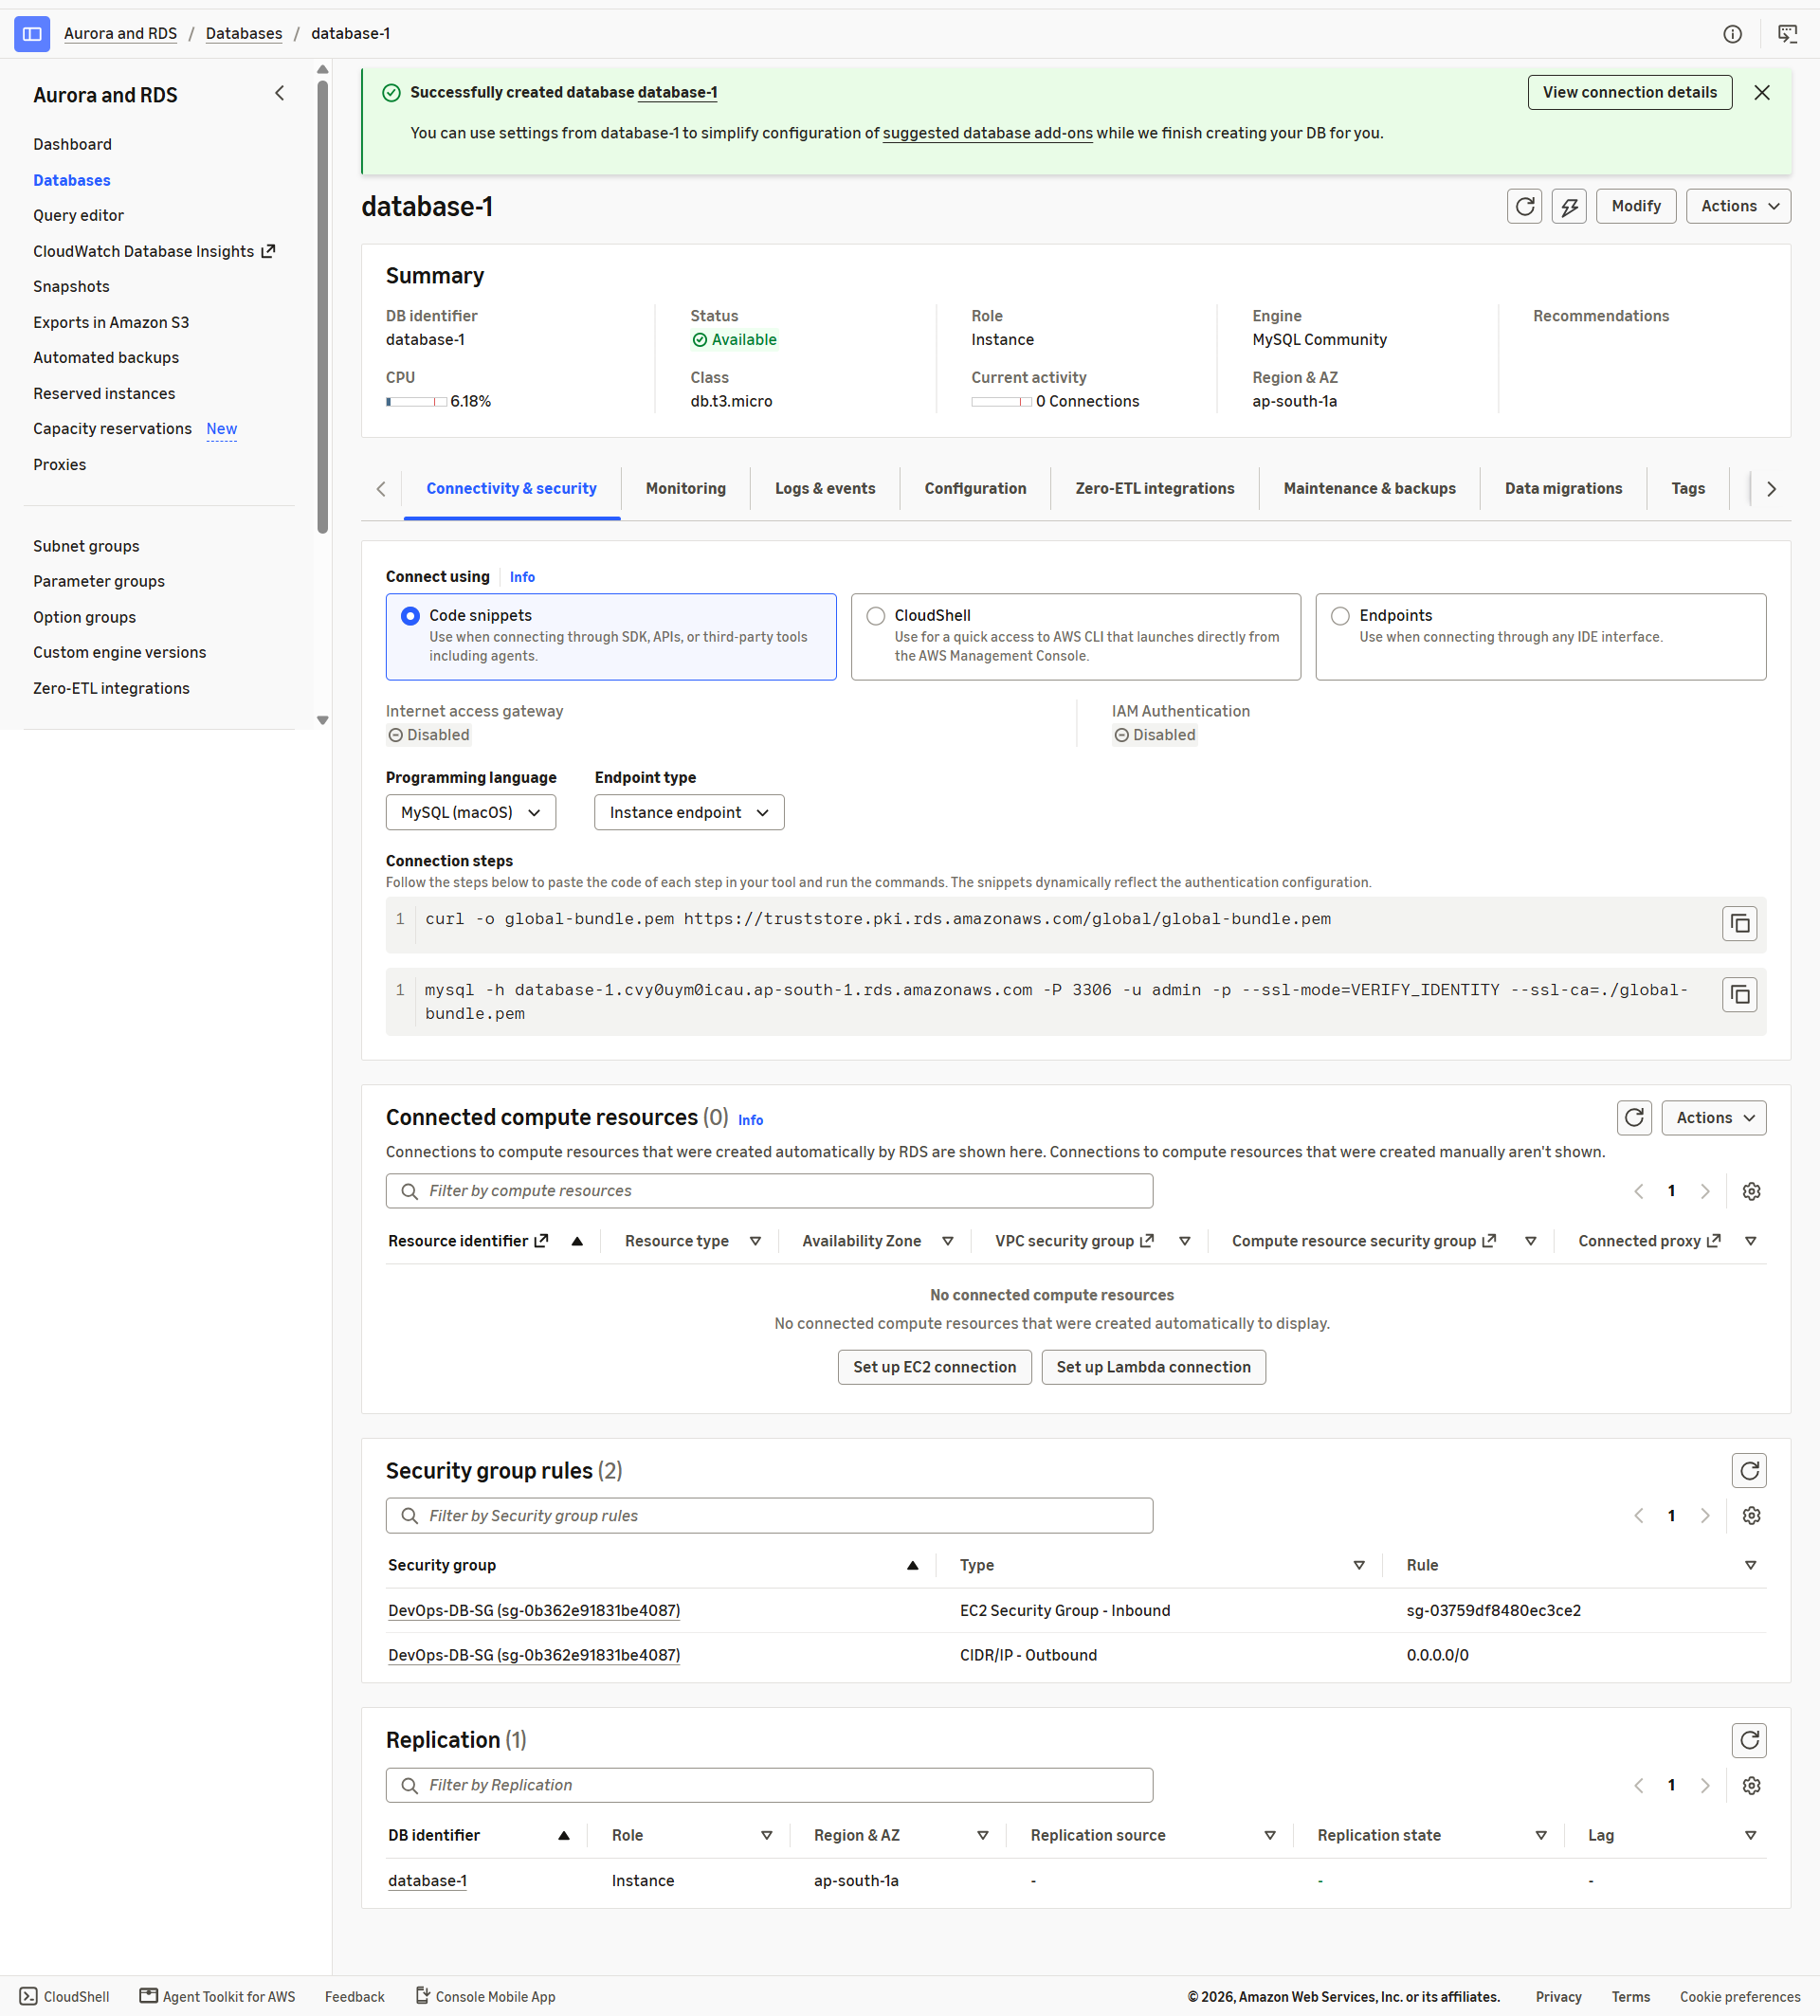 Aurora and RDS / Databases / database-1
Aurora and RDS
Dashboard
Databases
Query editor
CloudWatch Database Insights
Snapshots
Exports in Amazon S3
Automated backups
Reserved instances
Capacity reservations New
Proxies
Subnet groups
Parameter groups
Option groups
Custom engine versions
Zero-ETL integrations
Successfully created database database-1
View connection details
You can use settings from database-1 to simplify configuration of suggested database add-ons while we finish creating your DB for you.
database-1
Modify
Actions
Summary
DB identifier
database-1
Status
Available
Role
Instance
Engine
MySQL Community
Recommendations
CPU
6.18%
Class
db.t3.micro
Current activity
0 Connections
Region & AZ
ap-south-1a
Connectivity & security
Monitoring
Logs & events
Configuration
Zero-ETL integrations
Maintenance & backups
Data migrations
Tags
Connect using Info
Code snippets
Use when connecting through SDK, APIs, or third-party tools
including agents.
CloudShell
Use for a quick access to AWS CLI that launches directly from
the AWS Management Console.
Endpoints
Use when connecting through any IDE interface.
Internet access gateway
Disabled
IAM Authentication
Disabled
Programming language
MySQL (macOS)
Endpoint type
Instance endpoint
Connection steps
Follow the steps below to paste the code of each step in your tool and run the commands. The snippets dynamically reflect the authentication configuration.
1 curl -o global-bundle.pem https://truststore.pki.rds.amazonaws.com/global/global-bundle.pem
1 mysql -h database-1.cvy0uym0icau.ap-south-1.rds.amazonaws.com -P 3306 -u admin -p --ssl-mode=VERIFY_IDENTITY --ssl-ca=./global-
bundle.pem
Connected compute resources (0) Info
Actions
Connections to compute resources that were created automatically by RDS are shown here. Connections to compute resources that were created manually aren't shown.
Filter by compute resources
1
Resource identifier Resource type Availability Zone VPC security group Compute resource security group Connected proxy
No connected compute resources
No connected compute resources that were created automatically to display.
Set up EC2 connection
Set up Lambda connection
Security group rules (2)
Filter by Security group rules
1
Security group Type Rule
DevOps-DB-SG (sg-0b362e91831be4087) EC2 Security Group - Inbound sg-03759df8480ec3ce2
DevOps-DB-SG (sg-0b362e91831be4087) CIDR/IP - Outbound 0.0.0.0/0
Replication (1)
Filter by Replication
1
DB identifier Role Region & AZ Replication source Replication state Lag
database-1 Instance ap-south-1a - - -
CloudShell Agent Toolkit for AWS Feedback Console Mobile App © 2026, Amazon Web Services, Inc. or its affiliates. Privacy Terms Cookie preferences